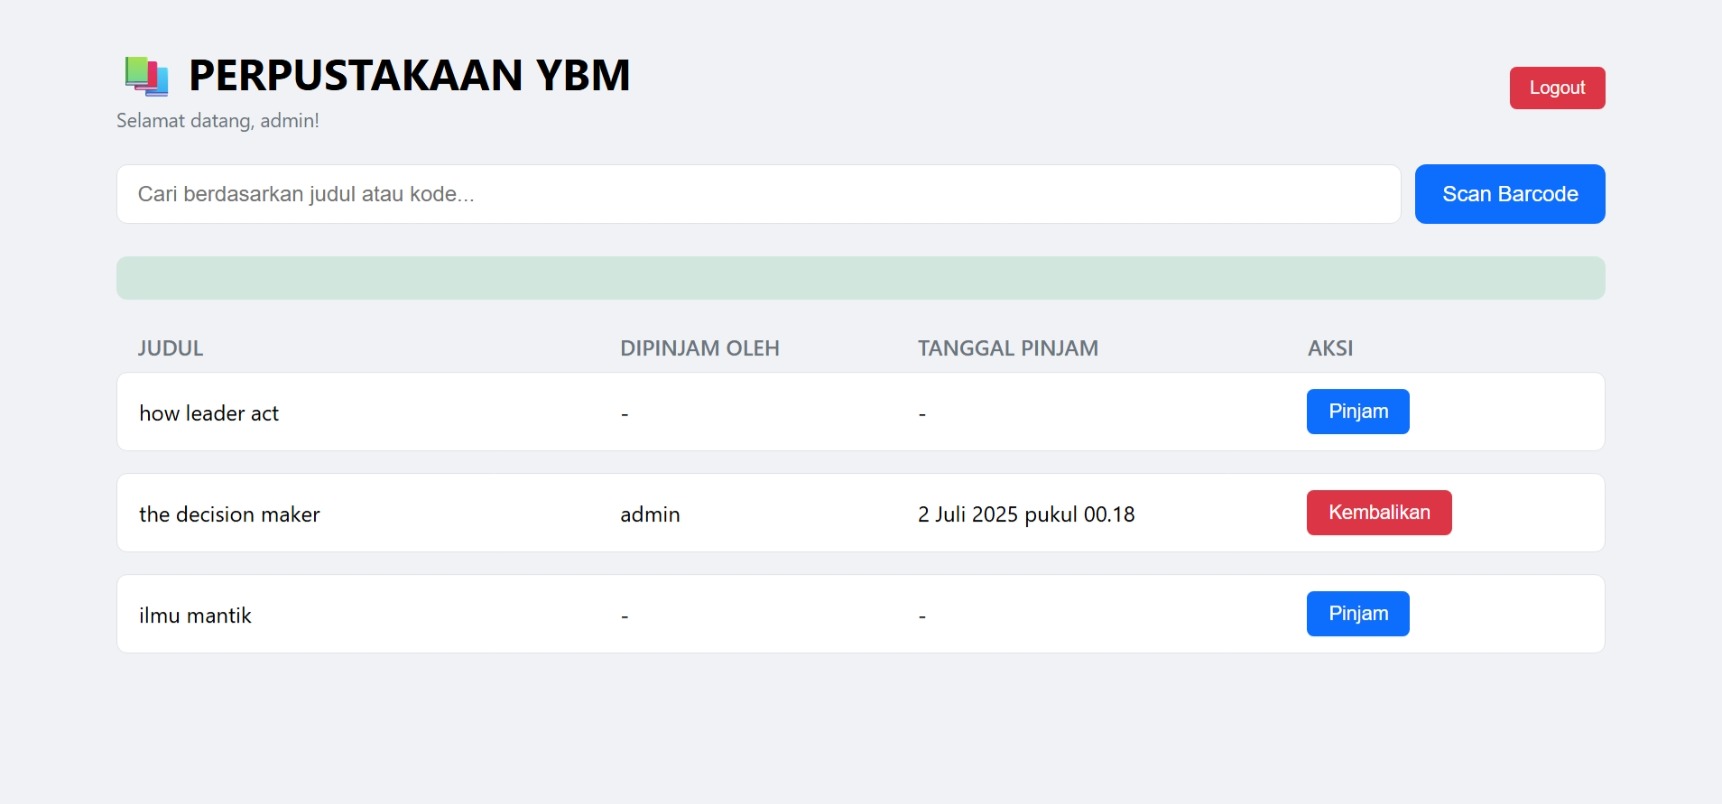 PERPUSTAKAAN YBM
Logout
Selamat datang, admin!
Cari berdasarkan judul atau kode...
Scan Barcode
JUDUL DIPINJAM OLEH TANGGAL PINJAM AKSI
how leader act - - Pinjam
the decision maker admin 2 Juli 2025 pukul 00.18 Kembalikan
ilmu mantik - - Pinjam